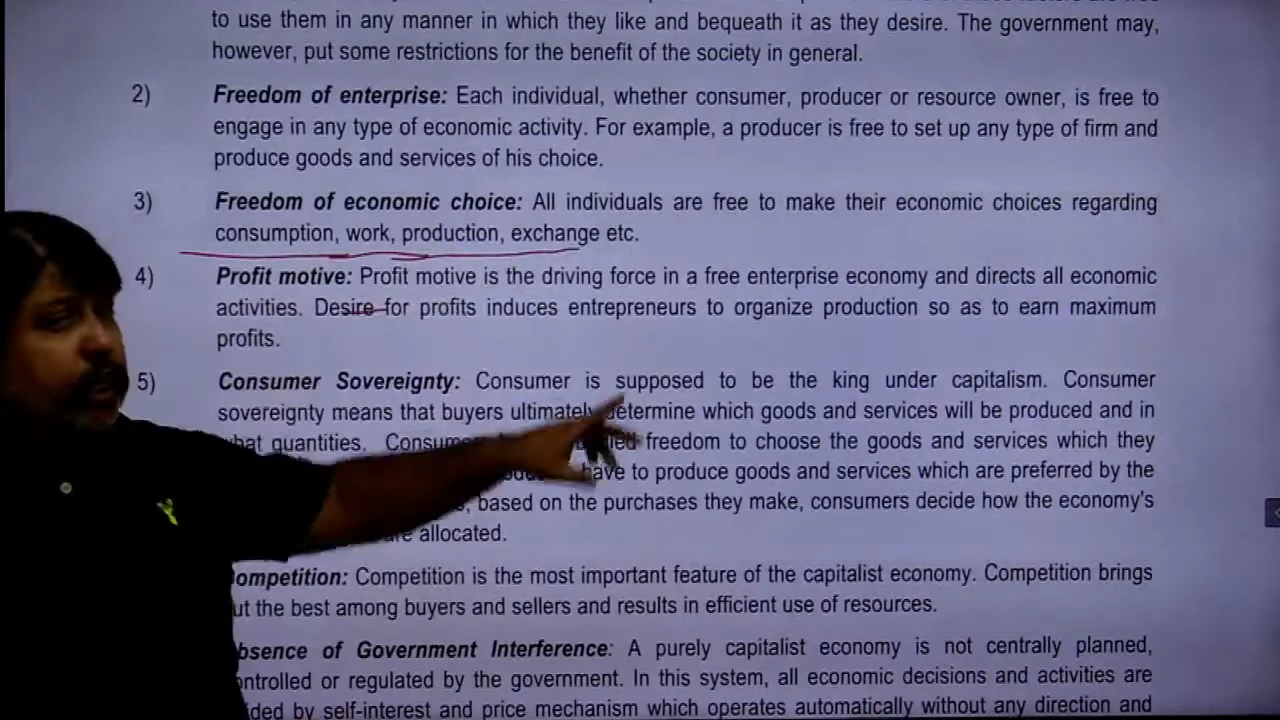 to use them in any manner in which they like and bequeath it as they desire. The government may,
however, put some restrictions for the benefit of the society in general.
2) Freedom of enterprise: Each individual, whether consumer, producer or resource owner, is free to
engage in any type of economic activity. For example, a producer is free to set up any type of firm and
produce goods and services of his choice.
3) Freedom of economic choice: All individuals are free to make their economic choices regarding
consumption, work, production, exchange etc.
4) Profit motive: Profit motive is the driving force in a free enterprise economy and directs all economic
activities. Desire for profits induces entrepreneurs to organize production so as to earn maximum
profits.
5) Consumer Sovereignty: Consumer is supposed to be the king under capitalism. Consumer
sovereignty means that buyers ultimately determine which goods and services will be produced and in
what quantities. freedom to choose the goods and services which they
have to produce goods and services which are preferred by the
based on the purchases they make, consumers decide how the economy's
are allocated.
Competition: Competition is the most important feature of the capitalist economy. Competition brings
out the best among buyers and sellers and results in efficient use of resources.
Absence of Government Interference: A purely capitalist economy is not centrally planned,
controlled or regulated by the government. In this system, all economic decisions and activities are
by self-interest and price mechanism which operates automatically without any direction and